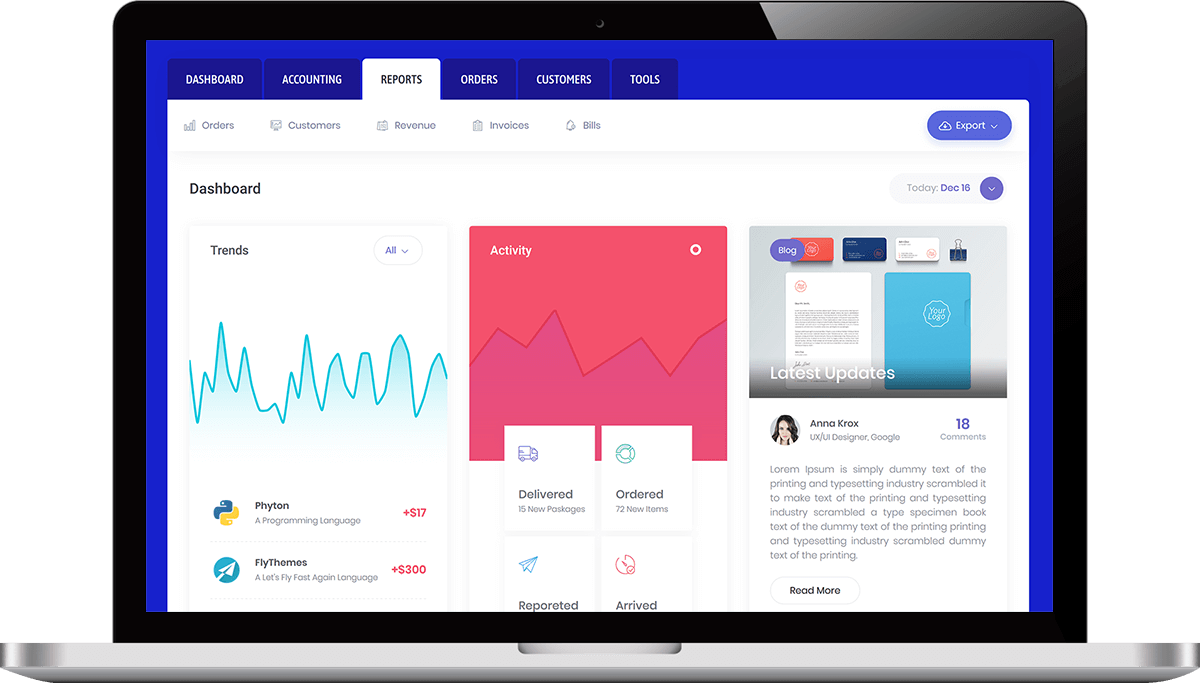 DASHBOARD
ACCOUNTING
REPORTS
ORDERS
CUSTOMERS
TOOLS
Orders
Customers
Revenue
Invoices
Bills
Export
Dashboard
Today: Dec 16
Trends
All
Phyton
A Programming Language
+$17
FlyThemes
A Let's Fly Fast Again Language
+$300
Activity
Delivered
15 New Paskages
Ordered
72 New Items
Reporeted
Arrived
Blog
Your
Logo
Latest Updates
Anna Krox
UX/UI Designer, Google
18
Comments
Lorem Ipsum is simply dummy text of the
printing and typesetting industry scrambled it
to make text of the printing and typesetting
industry scrambled a type specimen book
text of the dummy text of the printing printing
and typesetting industry scrambled dummy
text of the printing.
Read More